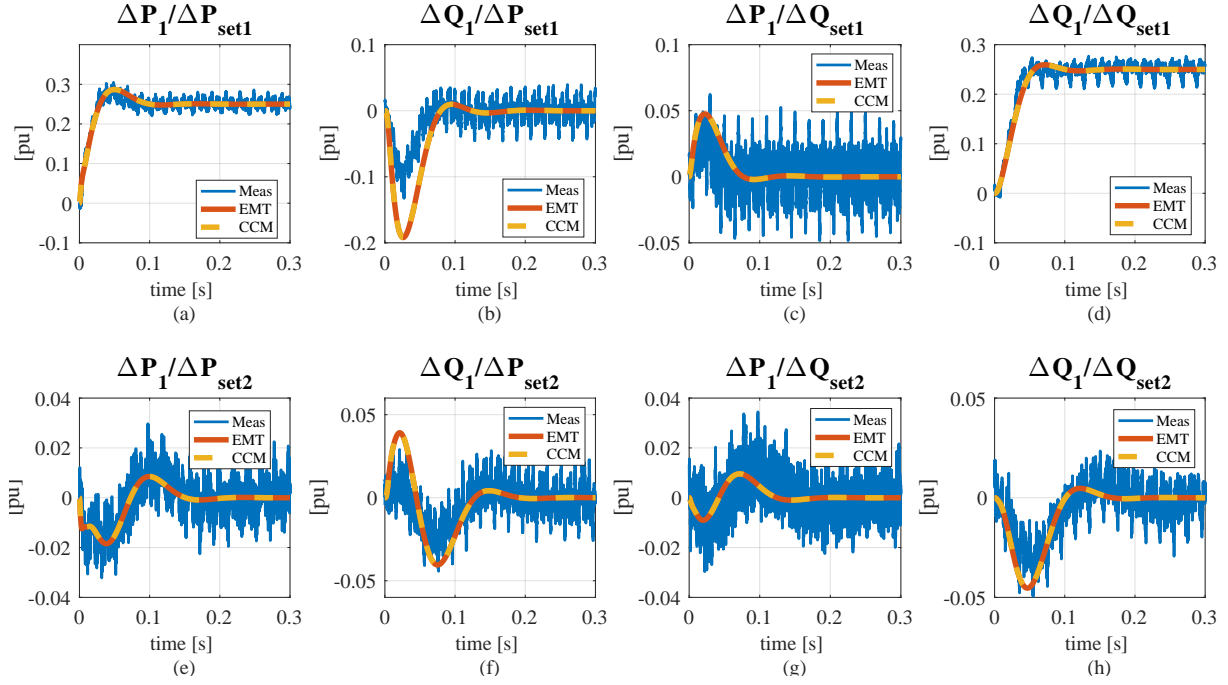 ΔP1/ΔPset1
0.3
0.2
0.1
0
-0.1
[pu]
Meas
EMT
CCM
0 0.1 0.2 0.3
time [s]
(a)
ΔQ1/ΔPset1
0.1
0
-0.1
-0.2
[pu]
Meas
EMT
CCM
0 0.1 0.2 0.3
time [s]
(b)
ΔP1/ΔQset1
0.1
0.05
0
-0.05
[pu]
Meas
EMT
CCM
0 0.1 0.2 0.3
time [s]
(c)
ΔQ1/ΔQset1
0.3
0.2
0.1
0
-0.1
[pu]
Meas
EMT
CCM
0 0.1 0.2 0.3
time [s]
(d)
ΔP1/ΔPset2
0.04
0.02
0
-0.02
-0.04
[pu]
Meas
EMT
CCM
0 0.1 0.2 0.3
time [s]
(e)
ΔQ1/ΔPset2
0.05
0
-0.05
[pu]
Meas
EMT
CCM
0 0.1 0.2 0.3
time [s]
(f)
ΔP1/ΔQset2
0.04
0.02
0
-0.02
-0.04
[pu]
Meas
EMT
CCM
0 0.1 0.2 0.3
time [s]
(g)
ΔQ1/ΔQset2
0.05
0
-0.05
[pu]
Meas
EMT
CCM
0 0.1 0.2 0.3
time [s]
(h)